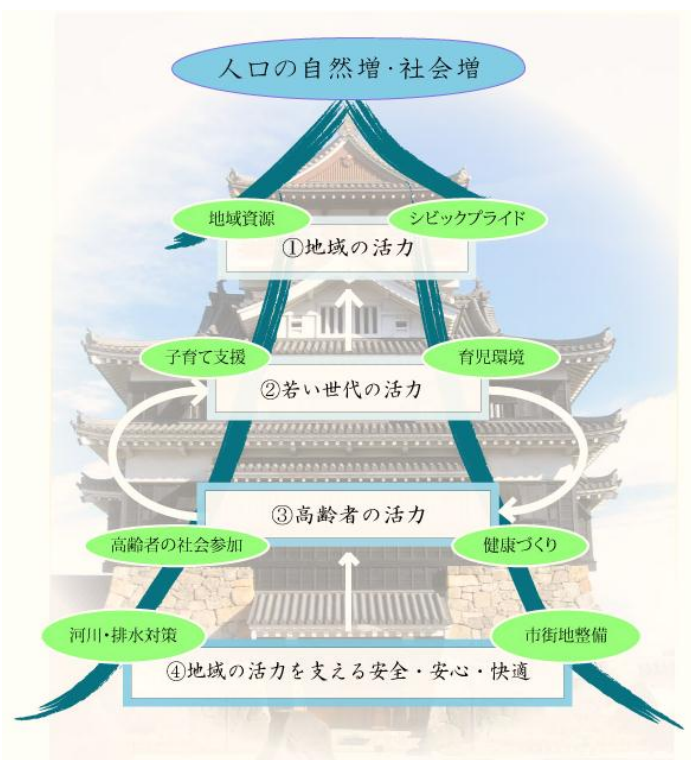 人口の自然増・社会増
地域資源
シビックプライド
①地域の活力
子育て支援
育児環境
②若い世代の活力
③高齢者の活力
高齢者の社会参加
健康づくり
河川・排水対策
市街地整備
④地域の活力を支える安全・安心・快適